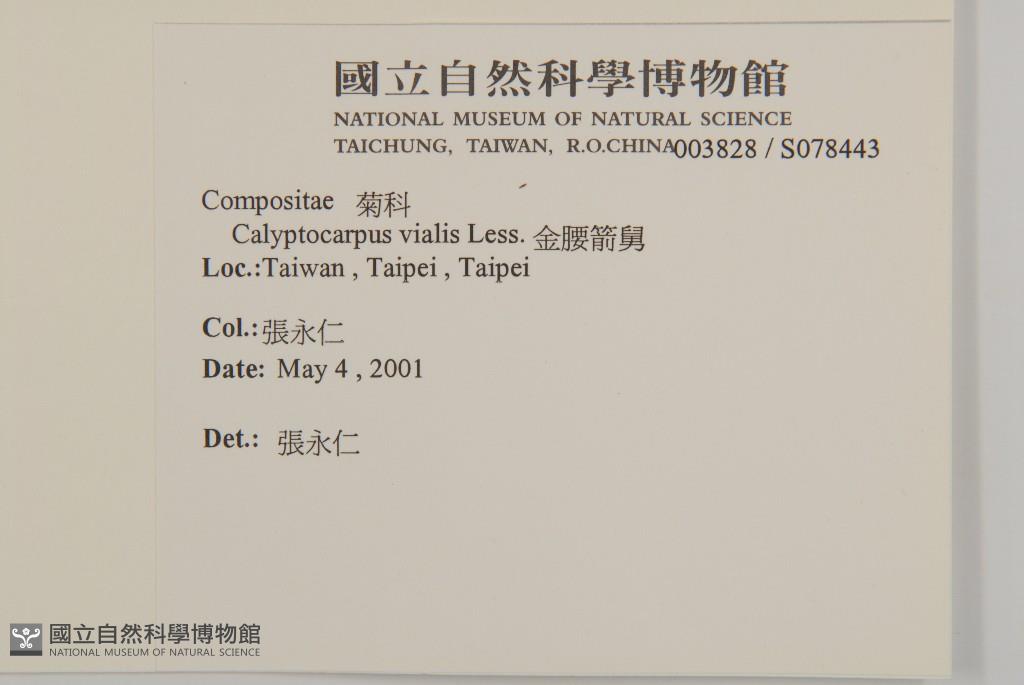 國立自然科學博物館
NATIONAL MUSEUM OF NATURAL SCIENCE
TAICHUNG, TAIWAN, R.O.CHINA003828 / S078443
Compositae 菊科
Calyptocarpus vialis Less. 金腰箭舅
Loc.:Taiwan , Taipei , Taipei
Col.:張永仁
Date: May 4 , 2001
Det.: 張永仁
國立自然科學博物館
NATIONAL MUSEUM OF NATURAL SCIENCE